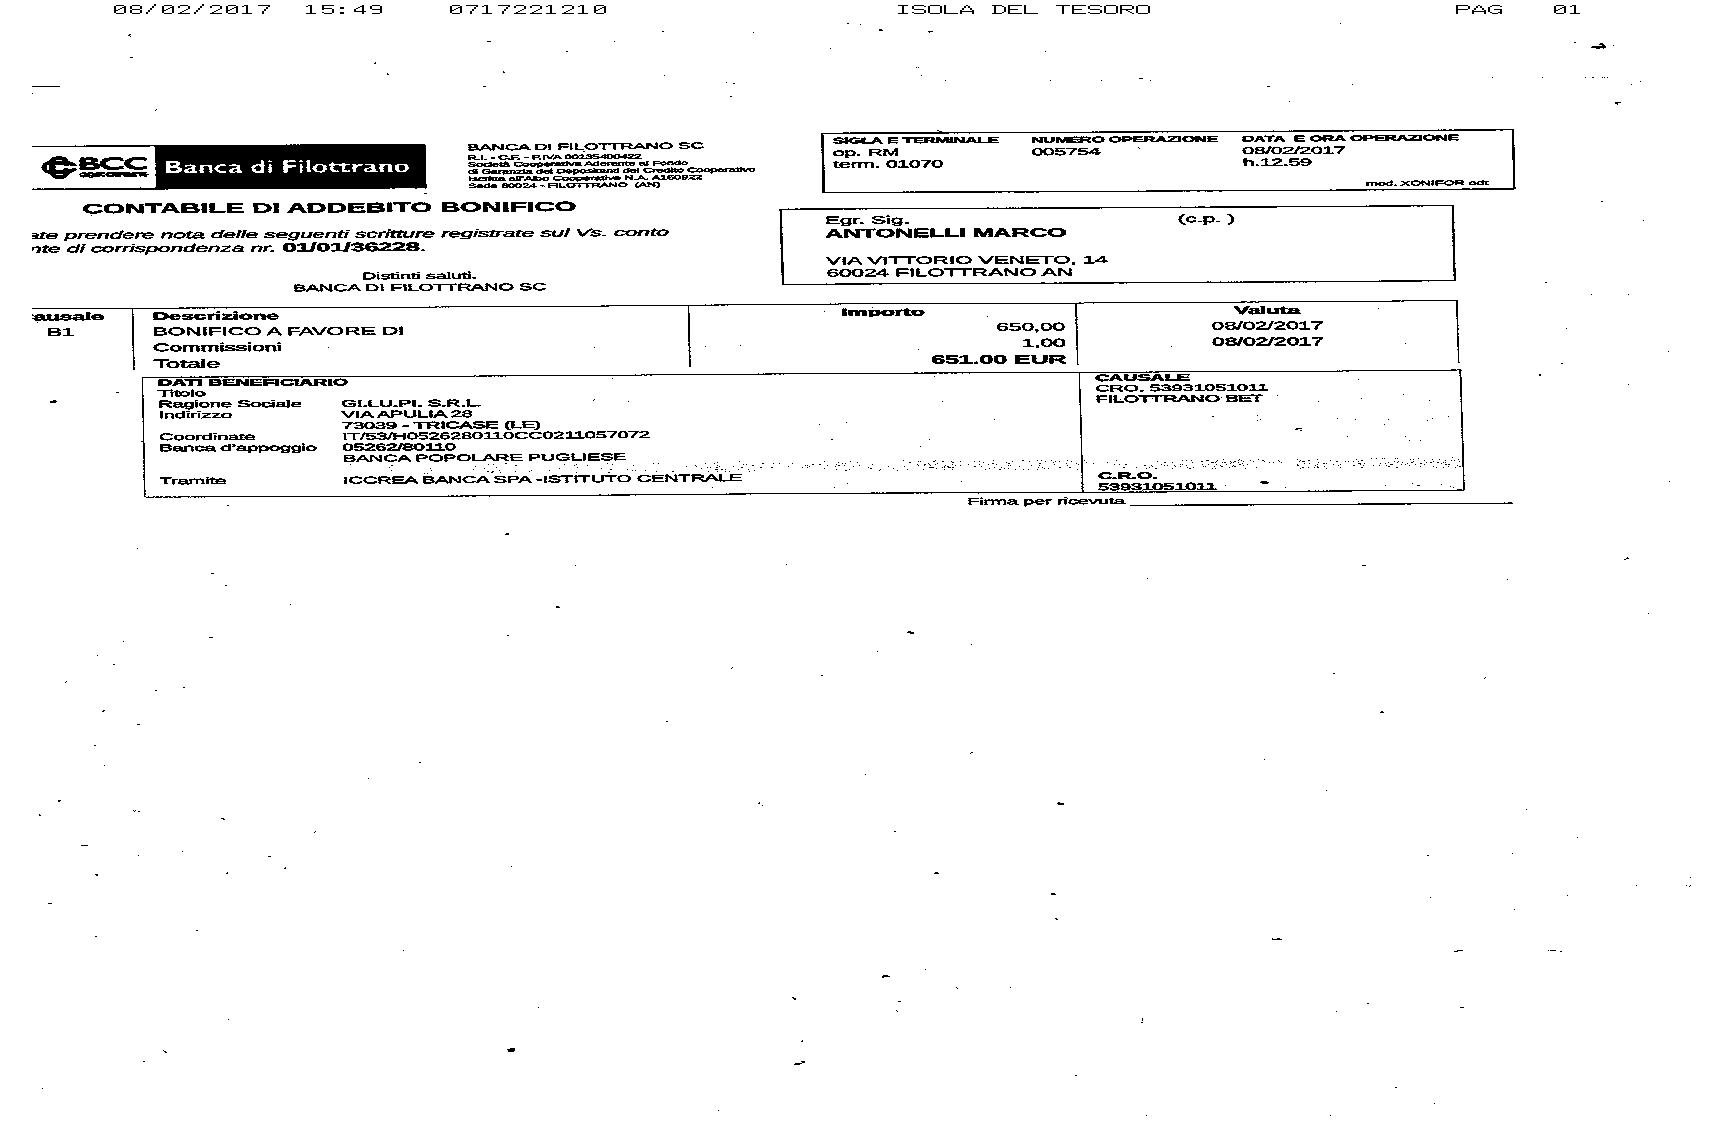 08/02/2017 15:49 0717221210 ISOLA DEL TESORO PAG 01
BCC
Banca di Filottrano
BANCA DI FILOTTRANO SC
R.I. - C.F. - P.IVA 00135400422
Società Cooperativa Aderente al Fondo
di Garanzia dei Depositanti del Credito Cooperativo
Iscritta all'Albo Cooperative N.A. A160922
Sede 60024 - FILOTTRANO (AN)
SIGLA E TERMINALE NUMERO OPERAZIONE DATA E ORA OPERAZIONE
op. RM 005754 08/02/2017
term. 01070 h.12.59
mod. XONIFOR odt
CONTABILE DI ADDEBITO BONIFICO
ate prendere nota delle seguenti scritture registrate sul Vs. conto
nte di corrispondenza nr. 01/01/36228.
Distinti saluti.
BANCA DI FILOTTRANO SC
Egr. Sig. (c.p. )
ANTONELLI MARCO
VIA VITTORIO VENETO, 14
60024 FILOTTRANO AN
ausale Descrizione Importo Valuta
B1 BONIFICO A FAVORE DI 650,00 08/02/2017
Commissioni 1.00 08/02/2017
Totale 651.00 EUR
DATI BENEFICIARIO
Titolo
Ragione Sociale GI.LU.PI. S.R.L.
Indirizzo VIA APULIA 28
73039 - TRICASE (LE)
Coordinate IT/53/H0526280110CC0211057072
Banca d'appoggio 05262/80110
BANCA POPOLARE PUGLIESE
Tramite ICCREA BANCA SPA -ISTITUTO CENTRALE
CAUSALE
CRO. 53931051011
FILOTTRANO BET
C.R.O.
53931051011
Firma per ricevuta